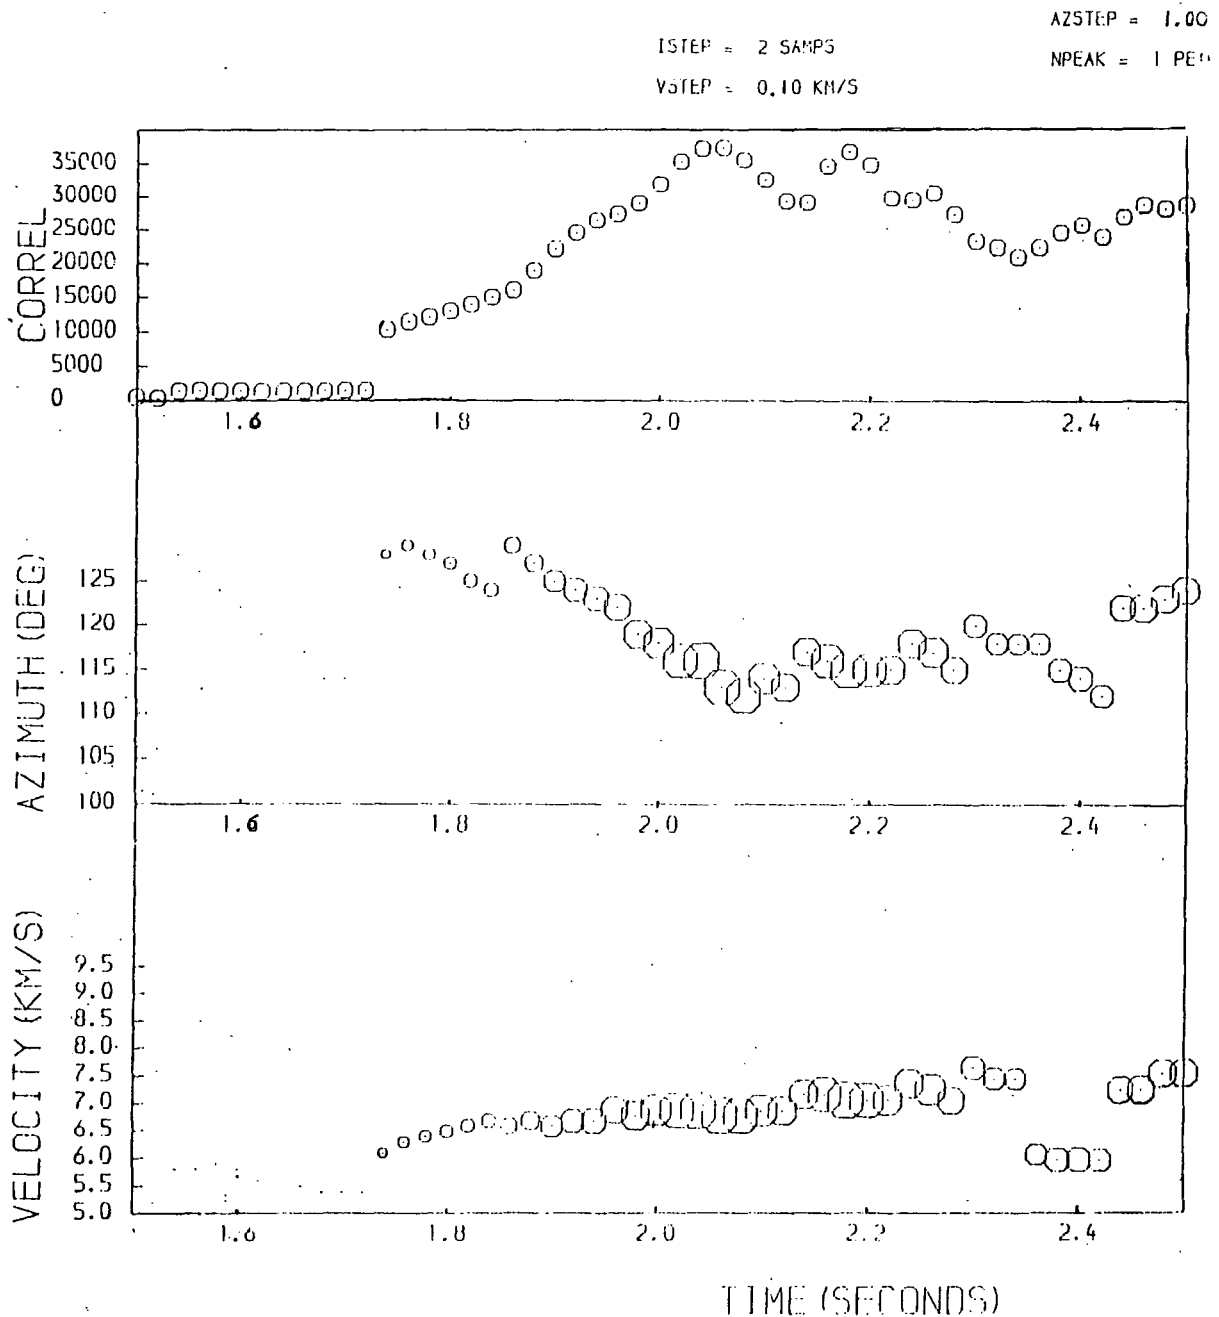 AZSTEP = 1.00
ISTEP = 2 SAMPS
NPEAK = 1
VSTEP = 0.10 KM/S
CORREL
35000
30000
25000
20000
15000
10000
5000
0
1.6 1.8 2.0 2.2 2.4
AZIMUTH (DEG)
125
120
115
110
105
100
1.6 1.8 2.0 2.2 2.4
VELOCITY (KM/S)
9.5
9.0
8.5
8.0
7.5
7.0
6.5
6.0
5.5
5.0
1.6 1.8 2.0 2.2 2.4
TIME (SECONDS)